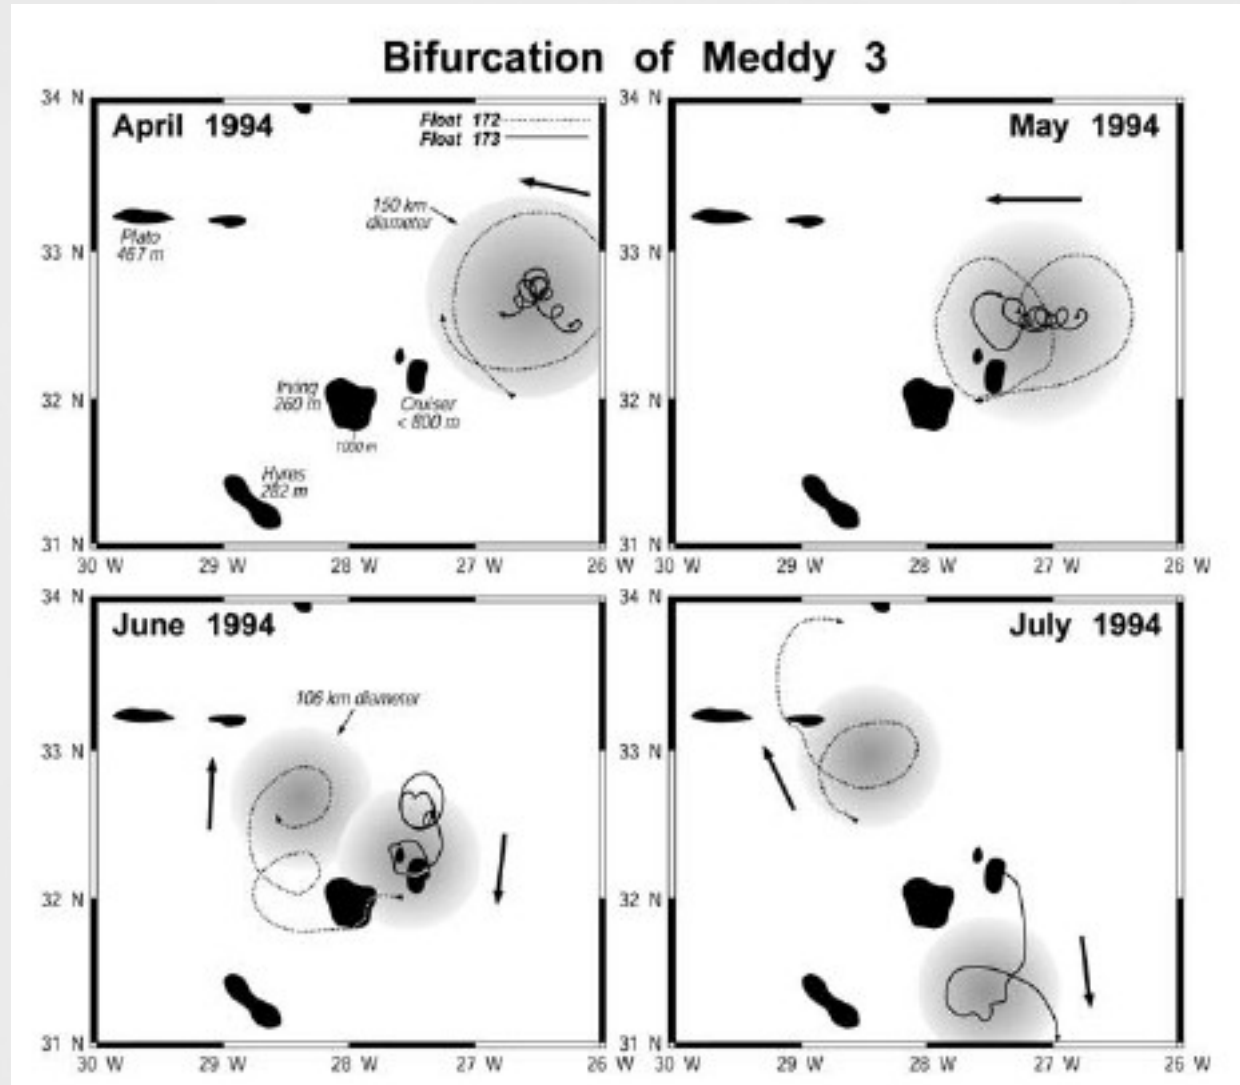 Bifurcation of Meddy 3
34 N
April 1994
Float 172
Float 173
150 km
diameter
Plato
467 m
33 N
Irving
260 m
Cruiser
< 800 m
32 N
1000 m
Hyres
282 m
31 N
30 W 29 W 28 W 27 W 26 W
34 N
May 1994
33 N
32 N
31 N
30 W 29 W 28 W 27 W 26 W
34 N
June 1994
106 km diameter
33 N
32 N
31 N
30 W 29 W 28 W 27 W 26 W
34 N
July 1994
33 N
32 N
31 N
30 W 29 W 28 W 27 W 26 W